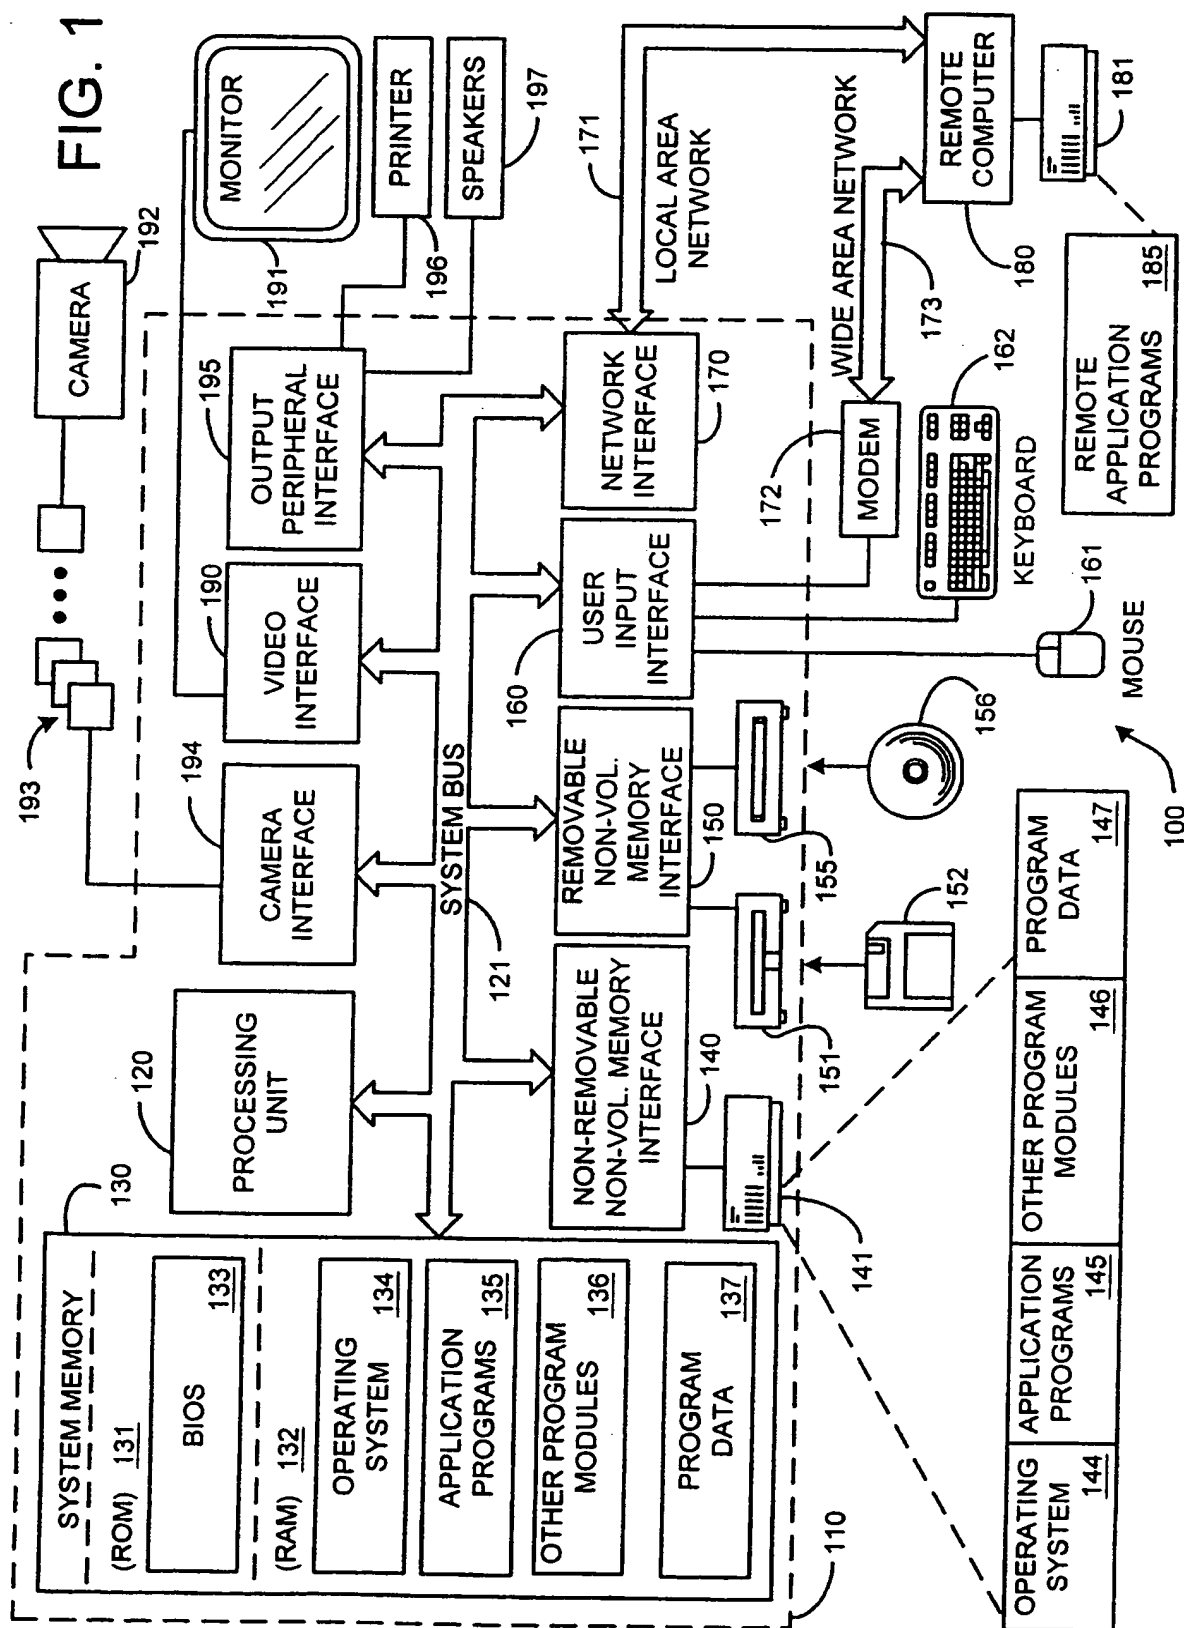 FIG. 1
CAMERA
192
193
SYSTEM MEMORY
130
(ROM) 131
BIOS
133
(RAM) 132
OPERATING
SYSTEM
134
APPLICATION
PROGRAMS
135
OTHER PROGRAM
MODULES
136
PROGRAM
DATA
137
110
120
PROCESSING
UNIT
194
CAMERA
INTERFACE
190
VIDEO
INTERFACE
195
OUTPUT
PERIPHERAL
INTERFACE
MONITOR
191
PRINTER
196
SPEAKERS
197
SYSTEM BUS
121
NON-REMOVABLE
NON-VOL. MEMORY
INTERFACE
140
REMOVABLE
NON-VOL.
MEMORY
INTERFACE
150
160
USER
INPUT
INTERFACE
NETWORK
INTERFACE
170
171
LOCAL AREA
NETWORK
141
151
155
152
156
172
MODEM
WIDE AREA NETWORK
173
REMOTE
COMPUTER
180
181
KEYBOARD
162
161
MOUSE
REMOTE
APPLICATION
PROGRAMS
185
OPERATING
SYSTEM
144
APPLICATION
PROGRAMS
145
OTHER PROGRAM
MODULES
146
PROGRAM
DATA
147
100